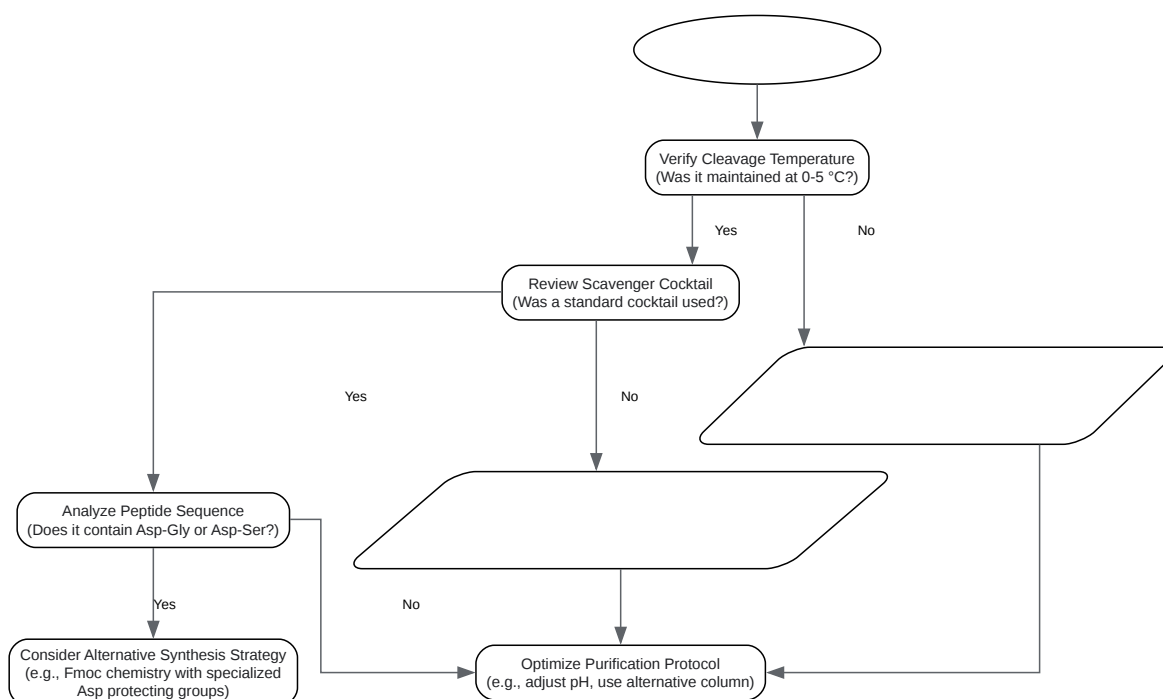 Verify Cleavage Temperature
(Was it maintained at 0-5 °C?)
Yes
No
Review Scavenger Cocktail
(Was a standard cocktail used?)
Yes
No
Analyze Peptide Sequence
(Does it contain Asp-Gly or Asp-Ser?)
Yes
No
Consider Alternative Synthesis Strategy
(e.g., Fmoc chemistry with specialized
Asp protecting groups)
Optimize Purification Protocol
(e.g., adjust pH, use alternative column)